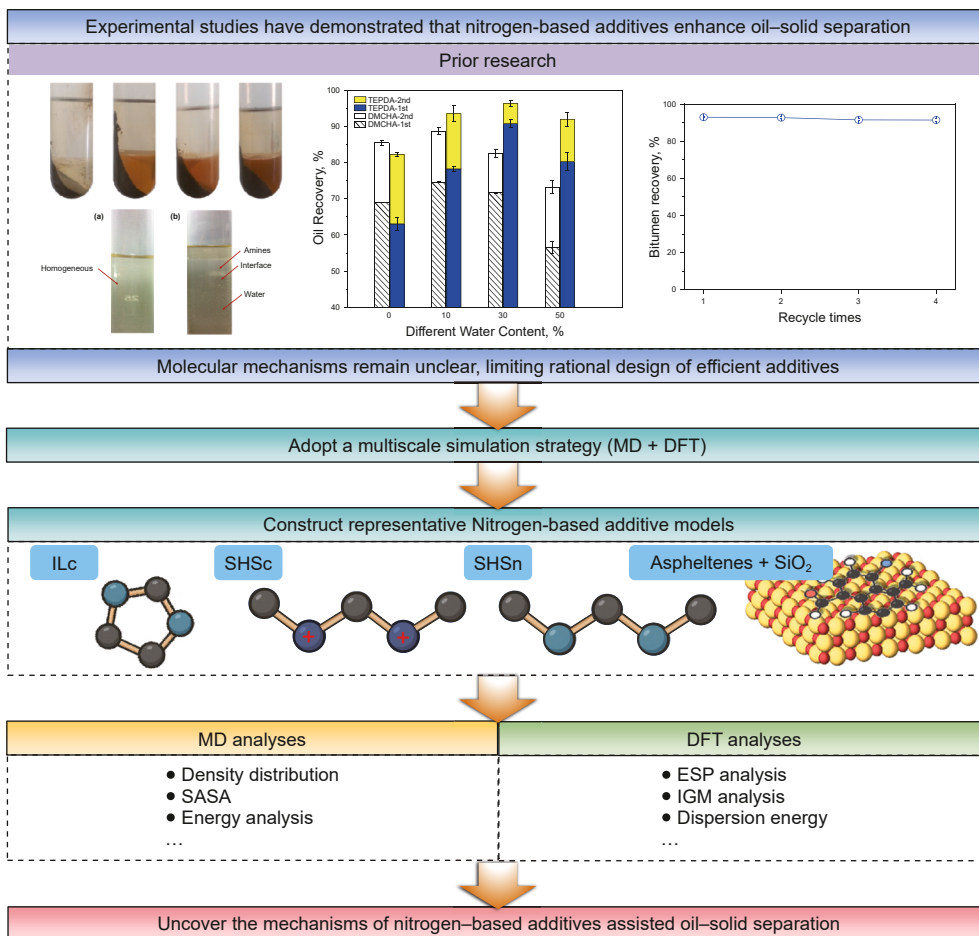 Experimental studies have demonstrated that nitrogen-based additives enhance oil–solid separation
Prior research
(a)
(b)
Homogeneous
Amines
Interface
Water
Oil Recovery, %
100
90
80
70
60
50
40
TEPDA-2nd
TEPDA-1st
DMCHA-2nd
DMCHA-1st
0
10
30
50
Different Water Content, %
Bitumen recovery, %
100
80
60
40
20
0
1
2
3
4
Recycle times
Molecular mechanisms remain unclear, limiting rational design of efficient additives
Adopt a multiscale simulation strategy (MD + DFT)
Construct representative Nitrogen-based additive models
ILc
SHSc
SHSn
Aspheltenes + SiO₂
+ +
MD analyses
● Density distribution
● SASA
● Energy analysis
...
DFT analyses
● ESP analysis
● IGM analysis
● Dispersion energy
...
Uncover the mechanisms of nitrogen–based additives assisted oil–solid separation